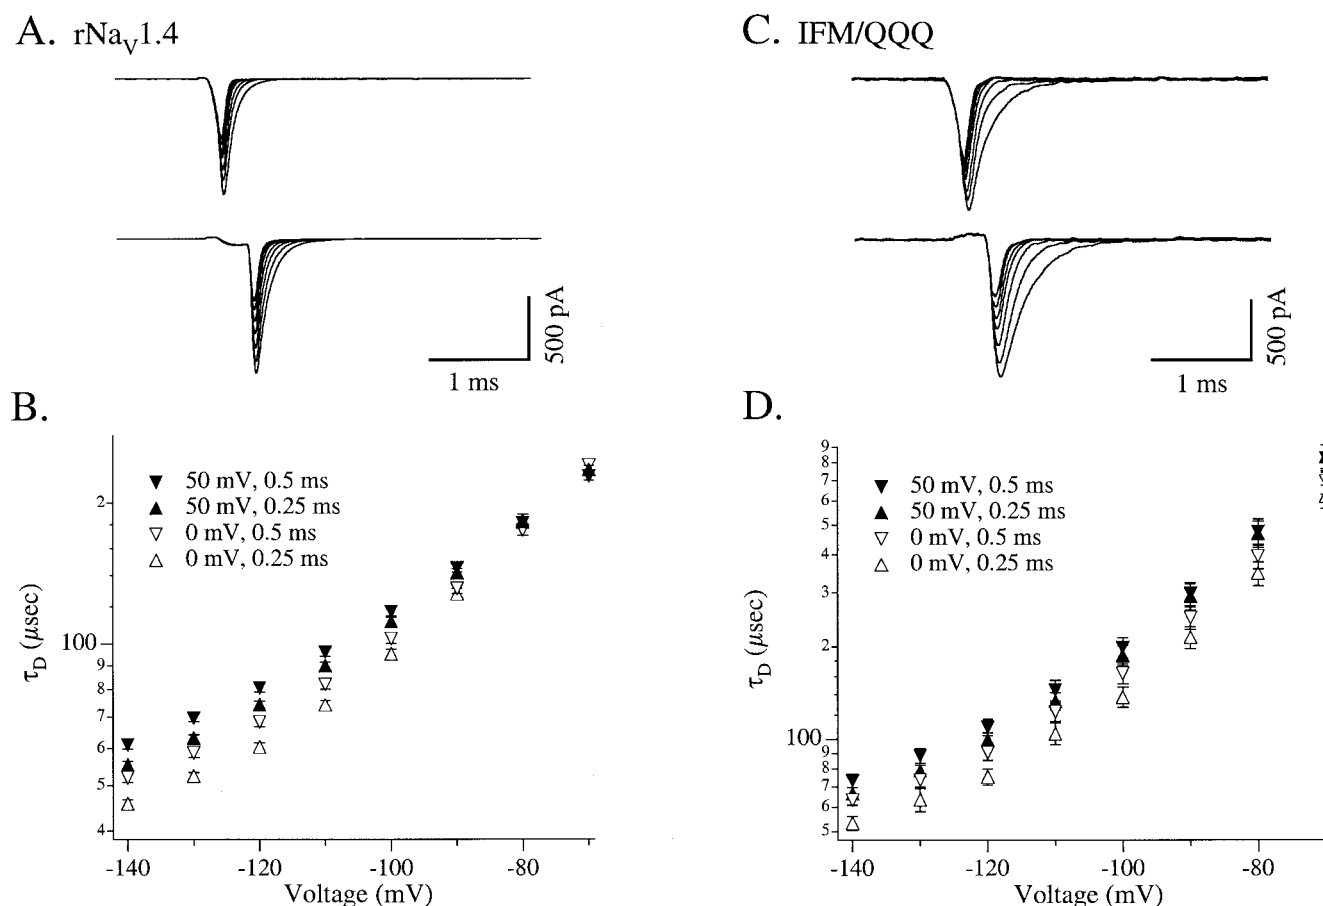 A. rNaV1.4
1 ms
500 pA
C. IFM/QQQ
1 ms
500 pA
B.
50 mV, 0.5 ms
50 mV, 0.25 ms
0 mV, 0.5 ms
0 mV, 0.25 ms
τD (μsec)
2
100
9
8
7
6
5
4
-140
-120
-100
-80
Voltage (mV)
D.
50 mV, 0.5 ms
50 mV, 0.25 ms
0 mV, 0.5 ms
0 mV, 0.25 ms
τD (μsec)
9
8
7
6
5
4
3
2
100
9
8
7
6
5
-140
-120
-100
-80
Voltage (mV)